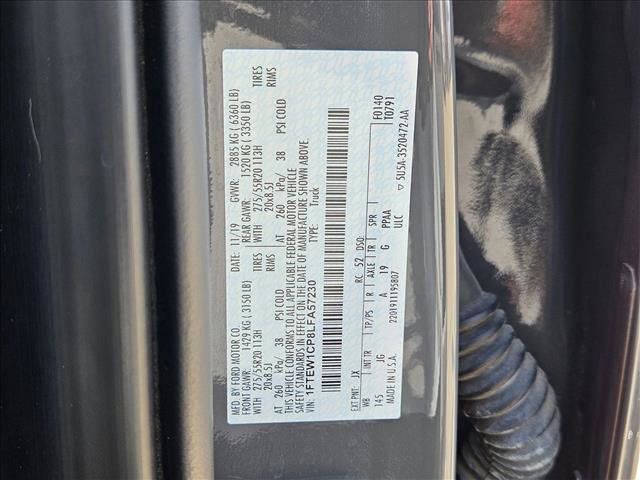 MFD. BY FORD MOTOR CO.
DATE: 11/19 GVWR: 2885 KG ( 6360 LB)
FRONT GAWR: 1429 KG ( 3150 LB) REAR GAWR: 1520 KG ( 3350 LB)
WITH 275/55R20 113H TIRES WITH 275/55R20 113H TIRES
20x8.5J RIMS 20x8.5J RIMS
AT 260 kPa/ 38 PSI COLD AT 260 kPa/ 38 PSI COLD
THIS VEHICLE CONFORMS TO ALL APPLICABLE FEDERAL MOTOR VEHICLE
SAFETY STANDARDS IN EFFECT ON THE DATE OF MANUFACTURE SHOWN ABOVE.
VIN: 1FTEW1CP8LFA57230 TYPE: Truck
F0140
T0791
EXT PNT: JX RC: 52 DSO:
WB INT TR TP/PS R AXLE TR SPR
145 JG A 19 G PPAA
ULC
2201911195807
5U5A-3520472-AA